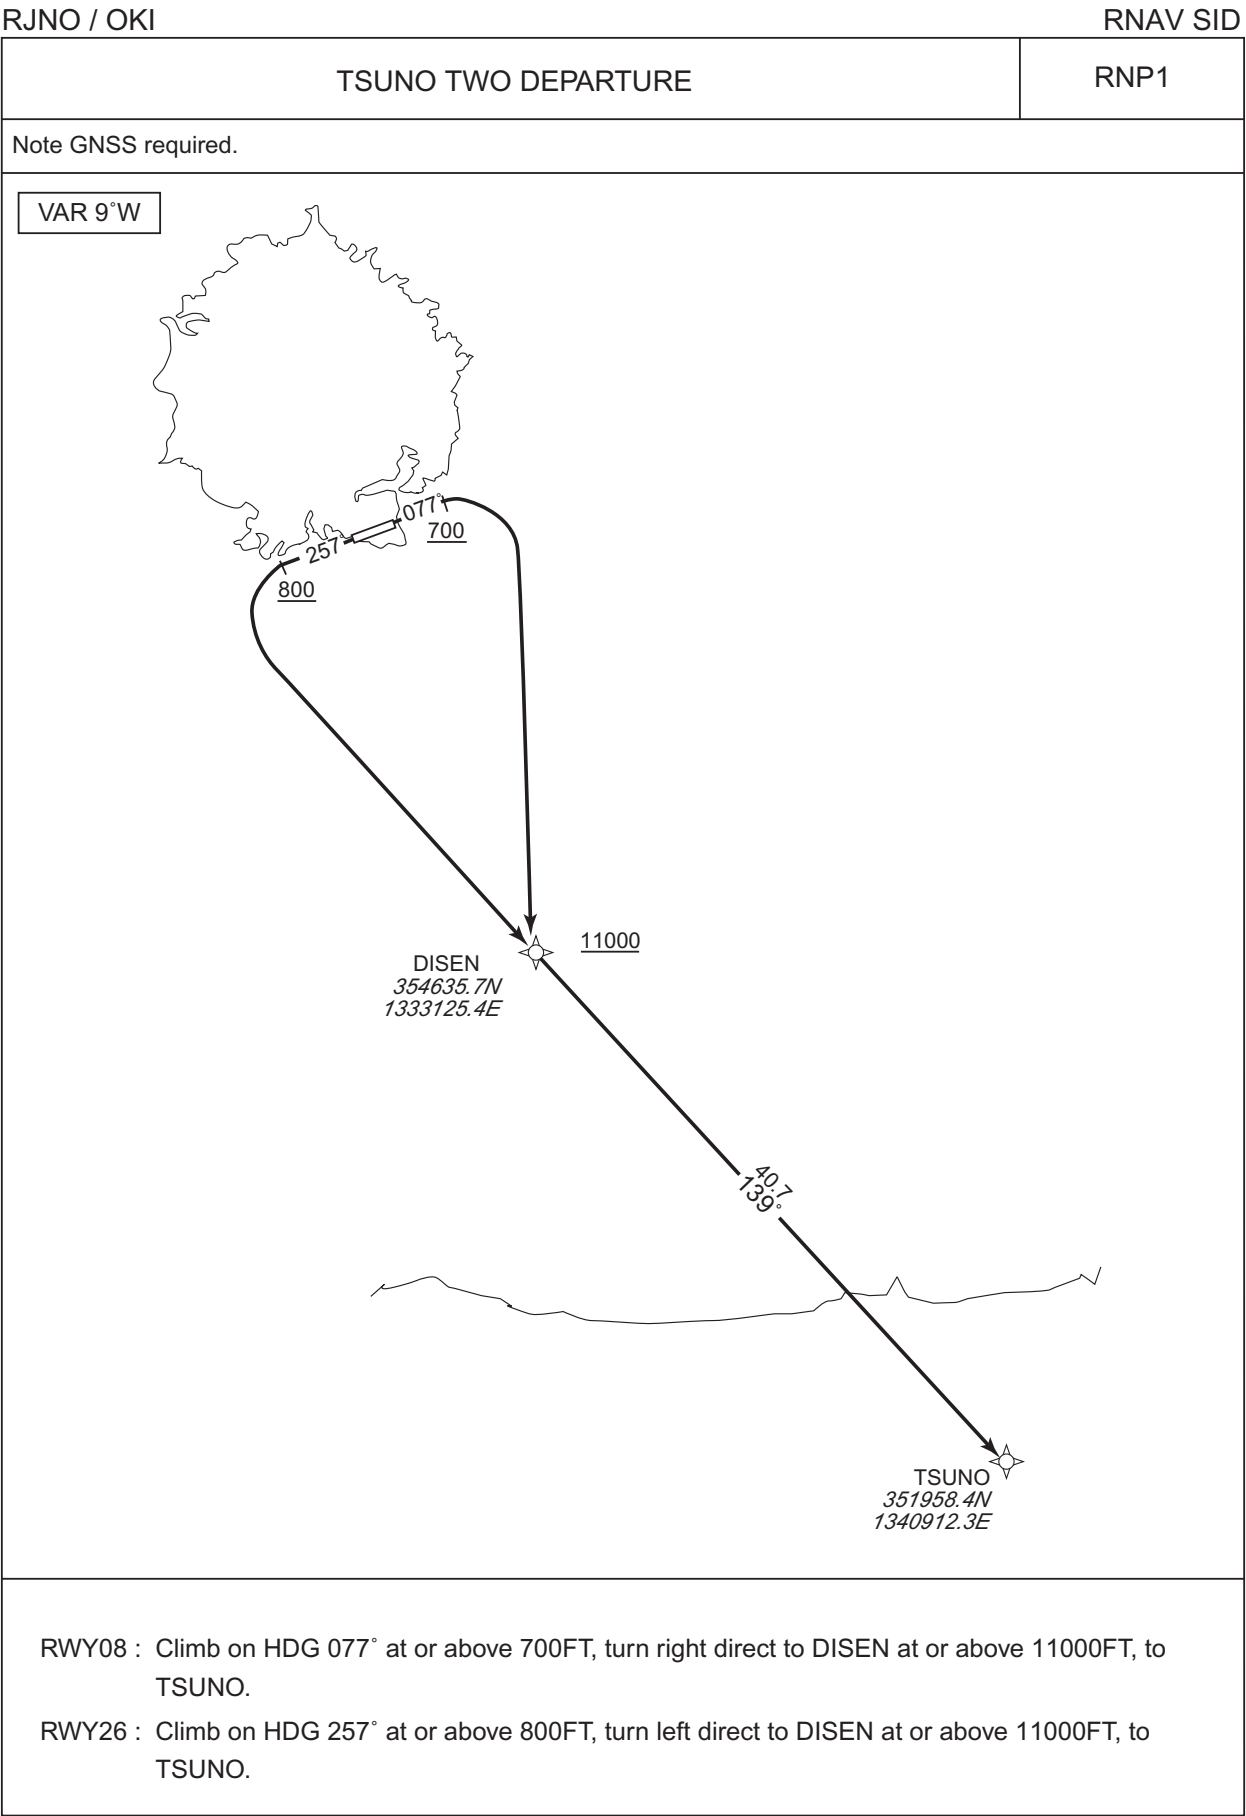 RJNO / OKI
RNAV SID
TSUNO TWO DEPARTURE
RNP1
Note GNSS required.
VAR 9˚W
077˚
700
257˚
800
11000
DISEN
354635.7N
1333125.4E
40.7
139˚
TSUNO
351958.4N
1340912.3E
RWY08 : Climb on HDG 077˚ at or above 700FT, turn right direct to DISEN at or above 11000FT, to
TSUNO.
RWY26 : Climb on HDG 257˚ at or above 800FT, turn left direct to DISEN at or above 11000FT, to
TSUNO.